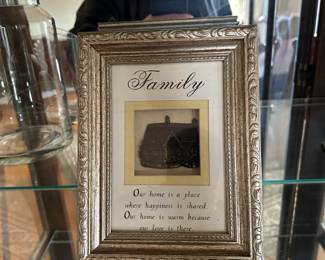 Family
Our home is a place
where happiness is shared.
Our home is warm because
our love is there.